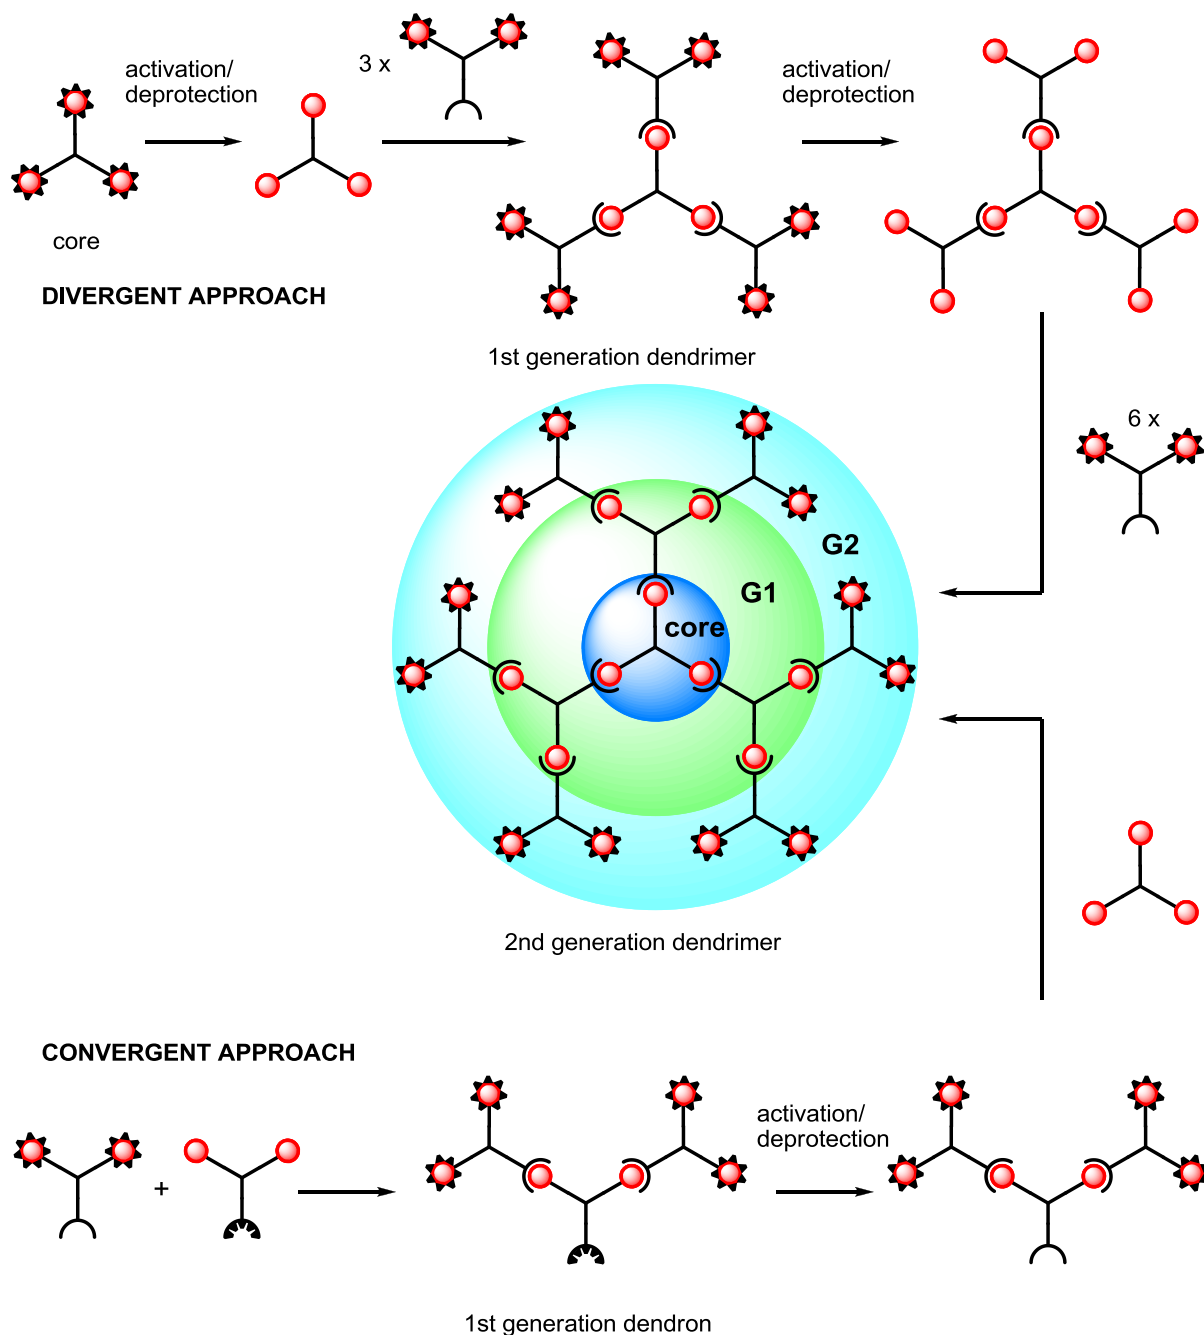 activation/
deprotection
3 x
activation/
deprotection
core
DIVERGENT APPROACH
1st generation dendrimer
6 x
G2
G1
core
2nd generation dendrimer
CONVERGENT APPROACH
activation/
deprotection
+
1st generation dendron